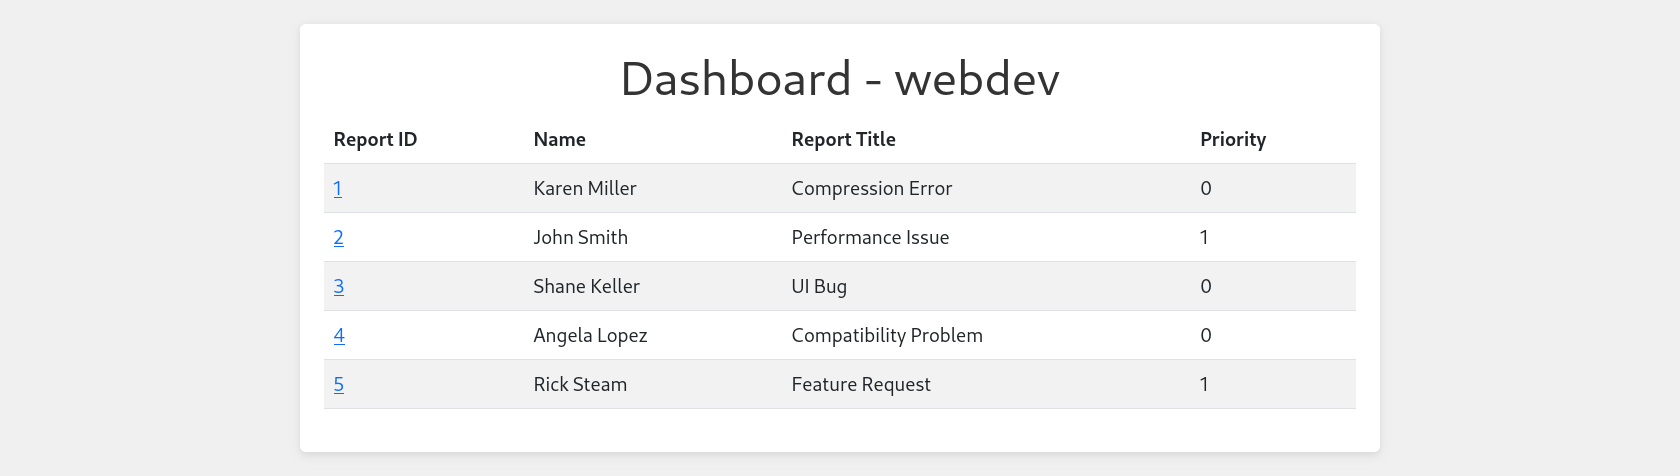 Dashboard - webdev
Report ID Name Report Title Priority
1 Karen Miller Compression Error 0
2 John Smith Performance Issue 1
3 Shane Keller UI Bug 0
4 Angela Lopez Compatibility Problem 0
5 Rick Steam Feature Request 1